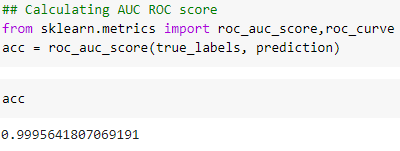 ## Calculating AUC ROC score
from sklearn.metrics import roc_auc_score,roc_curve
acc = roc_auc_score(true_labels, prediction)
acc
0.9995641807069191